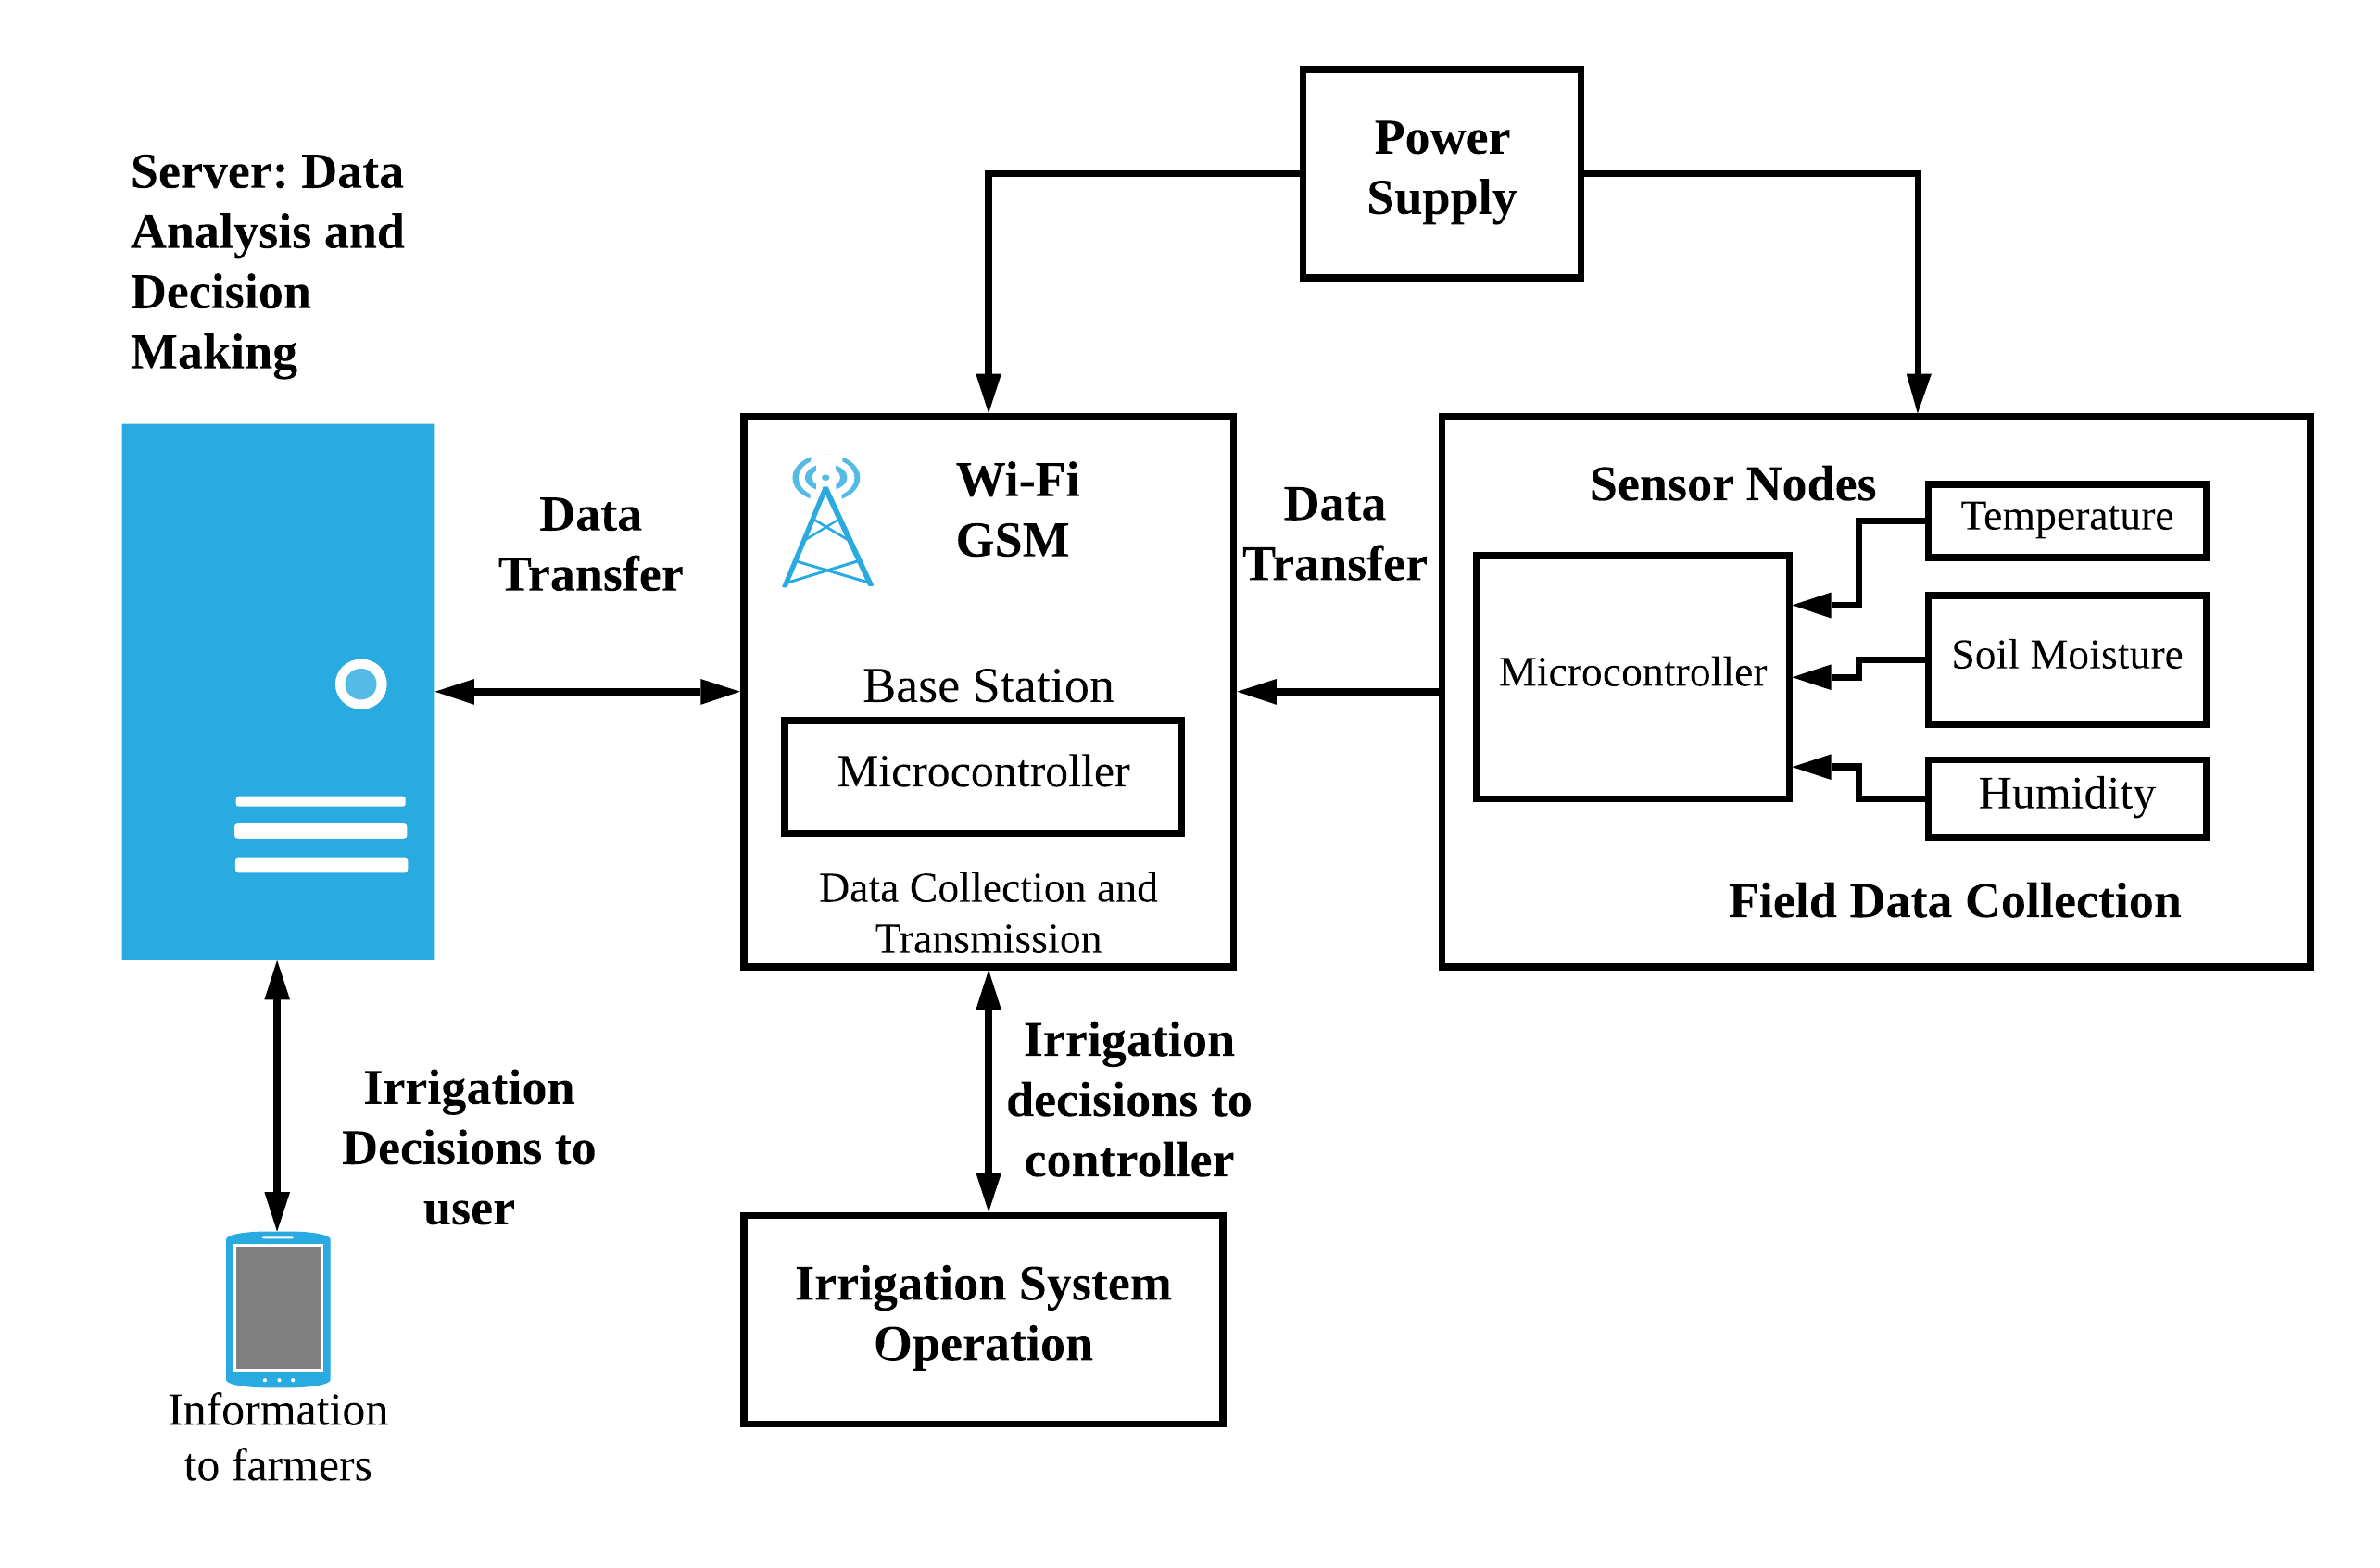 Power
Supply
Server: Data
Analysis and
Decision
Making
Data
Transfer
Wi-Fi
GSM
Base Station
Microcontroller
Data Collection and
Transmission
Data
Transfer
Sensor Nodes
Microcontroller
Temperature
Soil Moisture
Humidity
Field Data Collection
Irrigation
Decisions to
user
Irrigation
decisions to
controller
Irrigation System
Operation
Information
to farmers